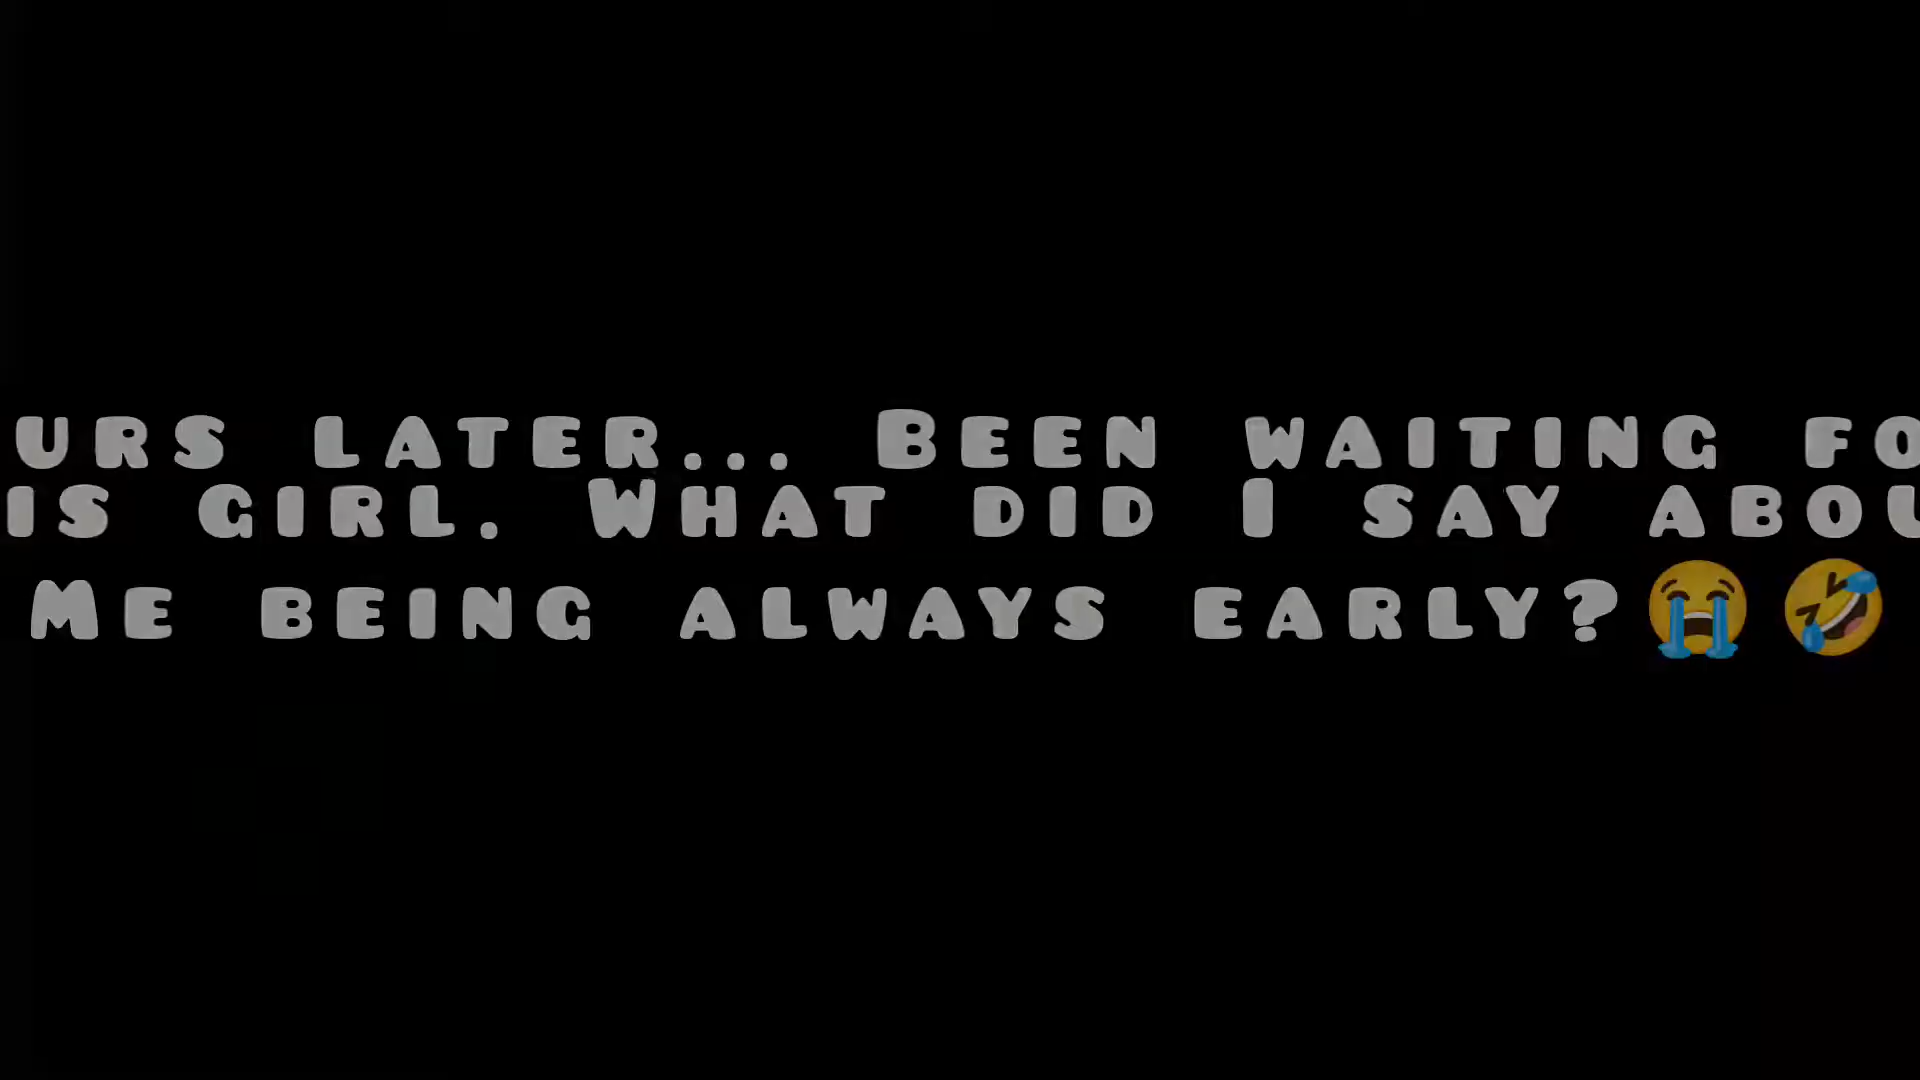 urs later... Been waiting fo
is girl. What did I say abou
Me being always early?😭🤣